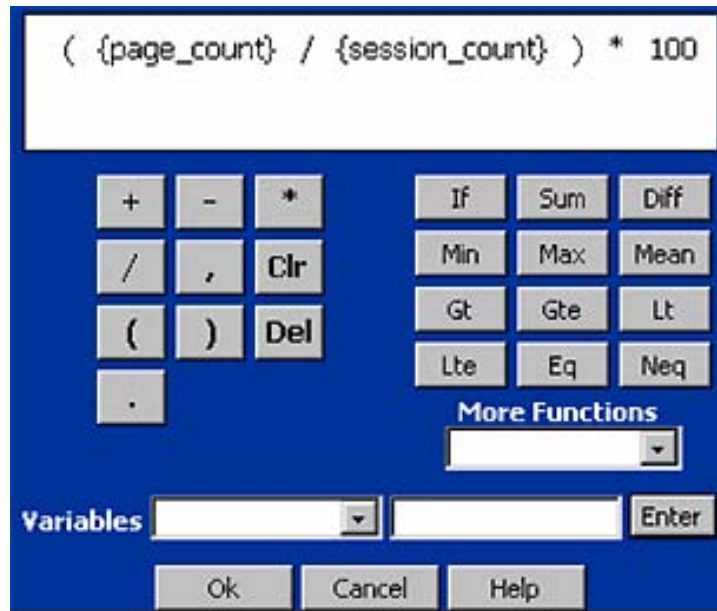 ( {page_count} / {session_count} ) * 100
+ - * If Sum Diff
/ , Clr Min Max Mean
( ) Del Gt Gte Lt
. Lte Eq Neq
More Functions
Variables Enter
Ok Cancel Help